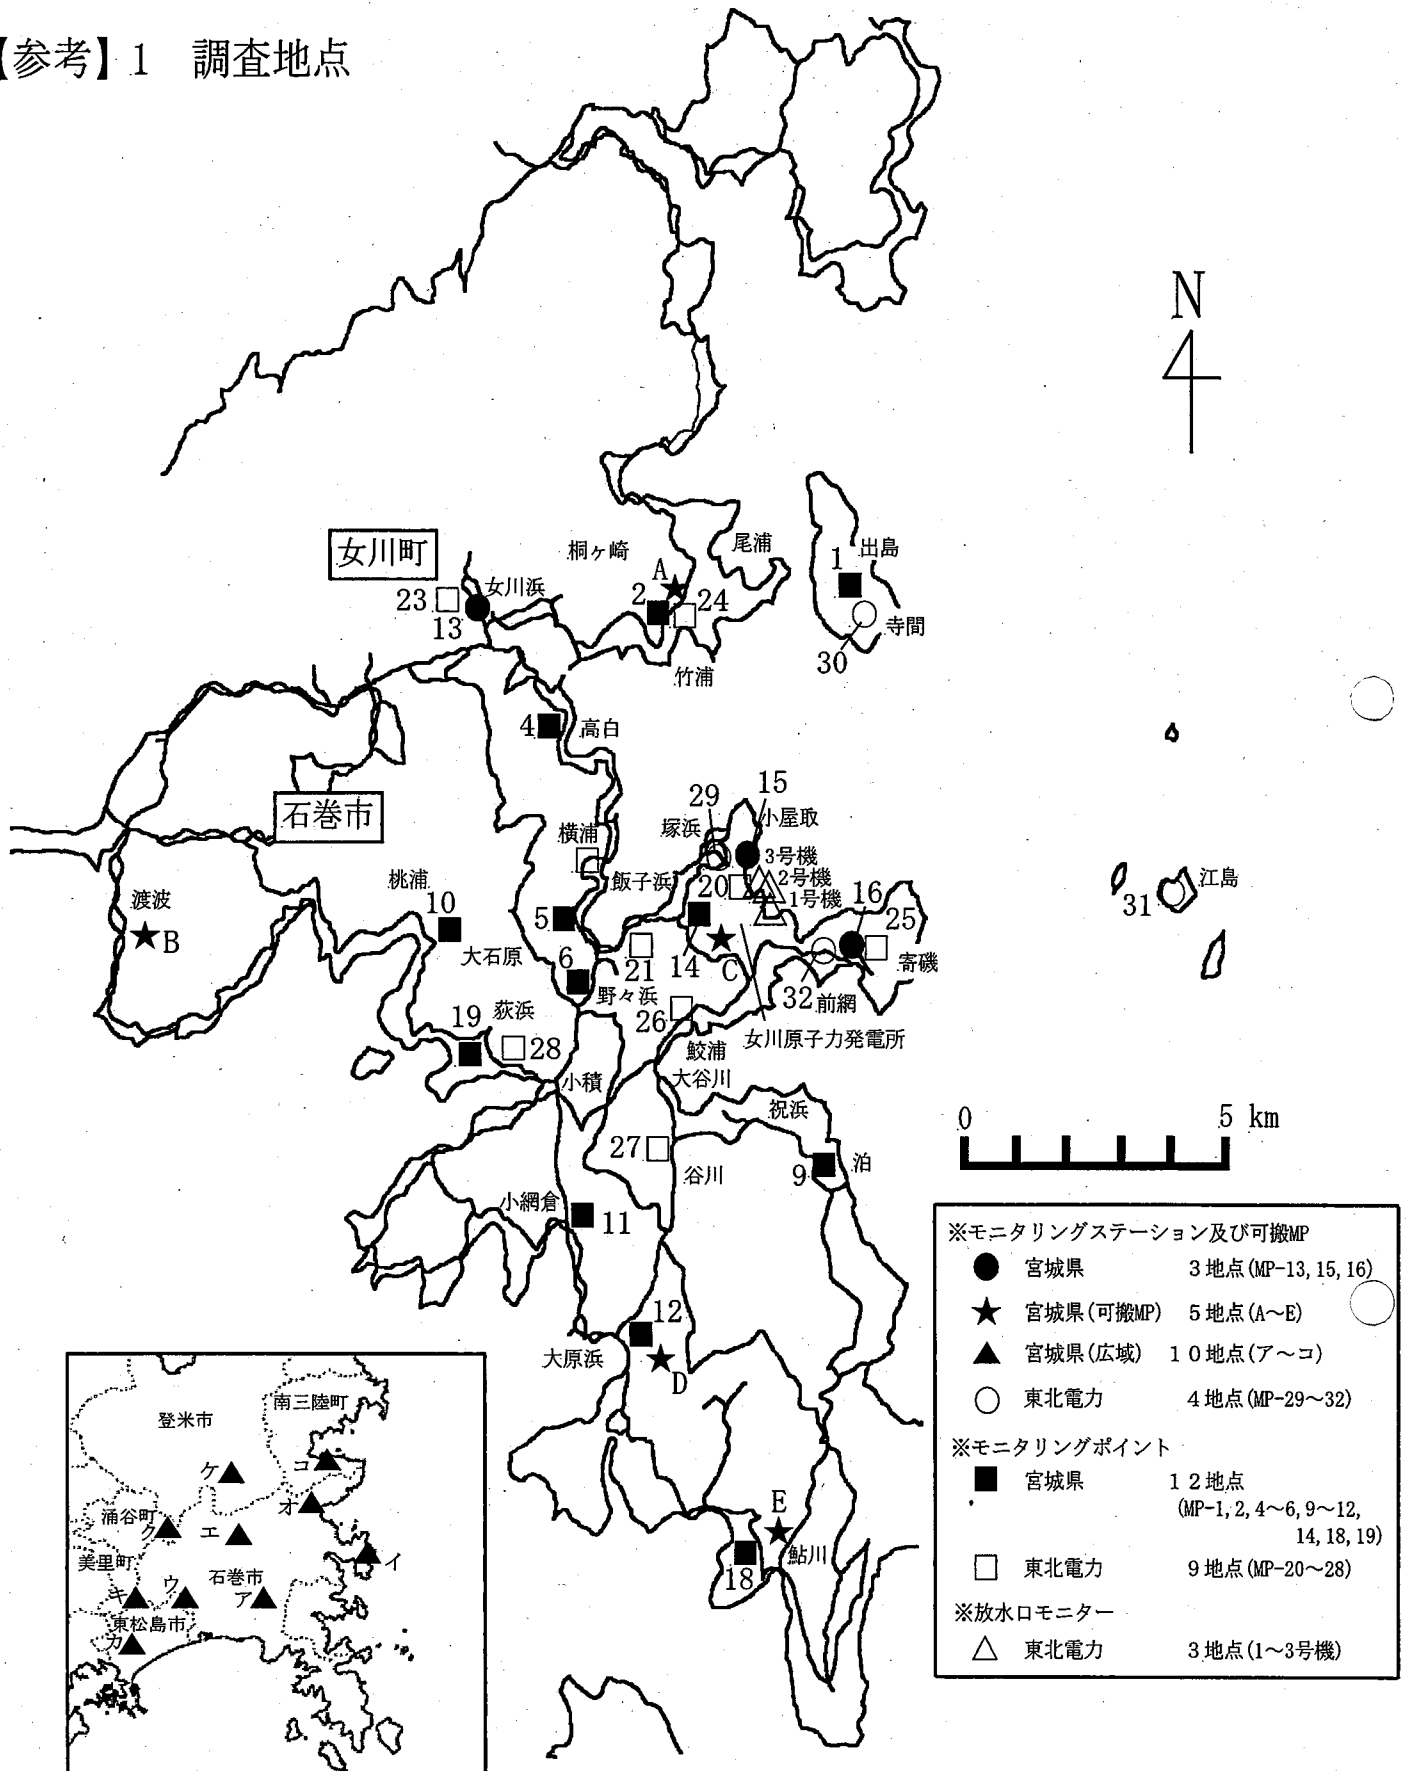 【参考】1　調査地点
N
女川町
桐ヶ崎
尾浦
出島
1
A
女川浜
23
13
2
24
寺間
30
竹浦
4
高白
石巻市
15
29
小屋取
塚浜
横浦
3号機
2号機
1号機
飯子浜
20
16
25
江島
31
桃浦
10
渡波
B
5
大石原
6
21
14
C
寄磯
32
前網
野々浜
26
女川原子力発電所
鮫浦
荻浜
19
28
小積
大谷川
祝浜
27
谷川
9
泊
小網倉
11
0
5 km
12
大原浜
D
E
18
鮎川
※モニタリングステーション及び可搬MP
● 宮城県 3地点(MP-13, 15, 16)
★ 宮城県(可搬MP) 5地点(A～E)
▲ 宮城県(広域) 10地点(ア～コ)
○ 東北電力 4地点(MP-29～32)
※モニタリングポイント
■ 宮城県 12地点
(MP-1, 2, 4～6, 9～12,
14, 18, 19)
□ 東北電力 9地点(MP-20～28)
※放水口モニター
△ 東北電力 3地点(1～3号機)
南三陸町
登米市
コ
ケ
オ
涌谷町
ク
エ
イ
美里町
キ
ウ
石巻市
ア
東松島市
カ